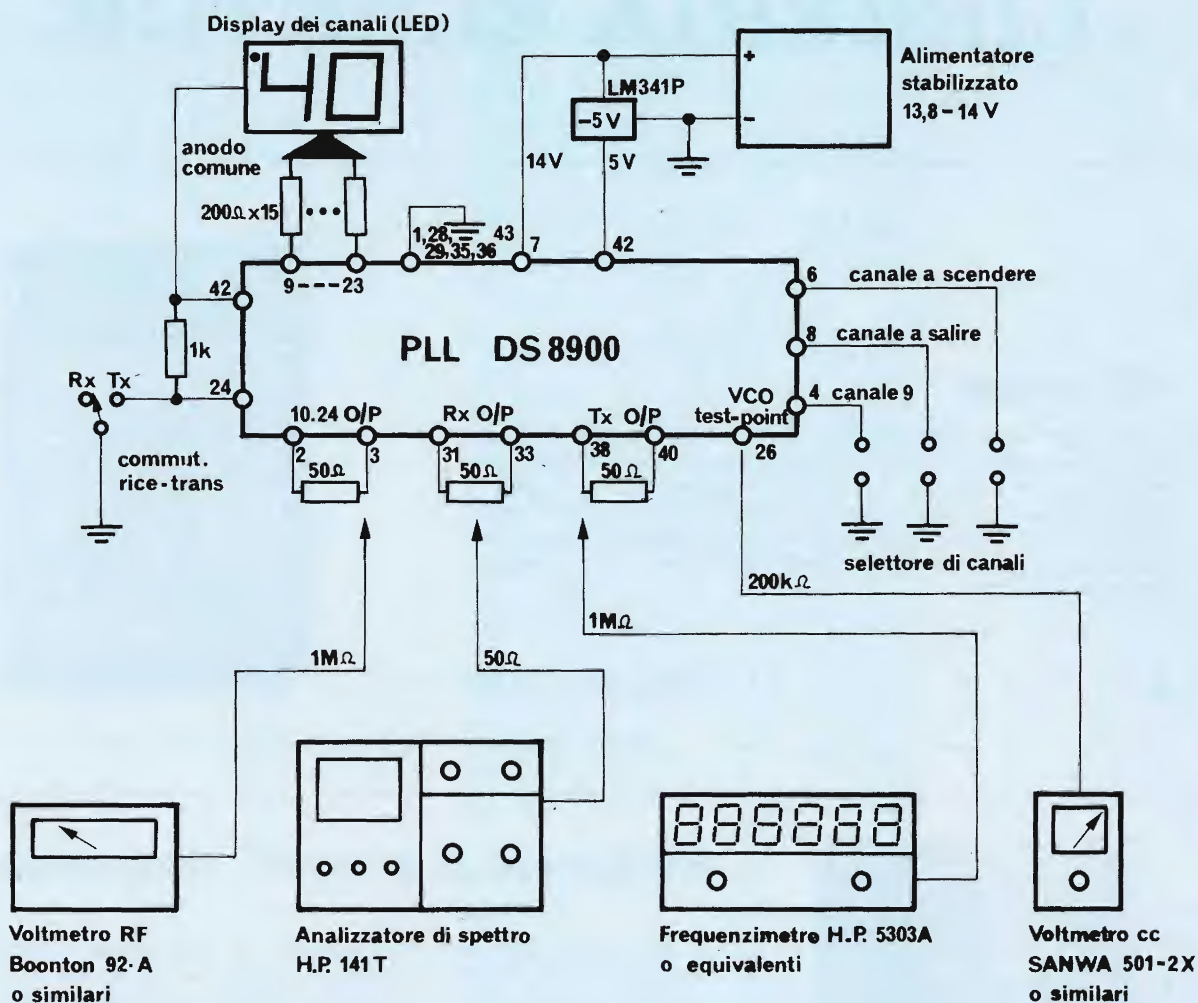 Display dei canali (LED)
40
anodo
comune
200Ω x15
LM341P
-5 V
14V
5V
+
-
Alimentatore
stabilizzato
13,8-14 V
1,28,
29,35,36
43
7
42
9---23
42
1k
24
Rx Tx
commut.
rice-trans
PLL DS 8900
6 canale a scendere
8 canale a salire
4 canale 9
10.24 O/P
Rx O/P
Tx O/P
VCO
test-point
2
3
31
33
38
40
26
50Ω
50Ω
50Ω
selettore di canali
200kΩ
1MΩ
50Ω
1MΩ
888888
Voltmetro RF
Boonton 92-A
o similari
Analizzatore di spettro
H.P. 141T
Frequenzimetro H.P. 5303A
o equivalenti
Voltmetro cc
SANWA 501-2X
o similari